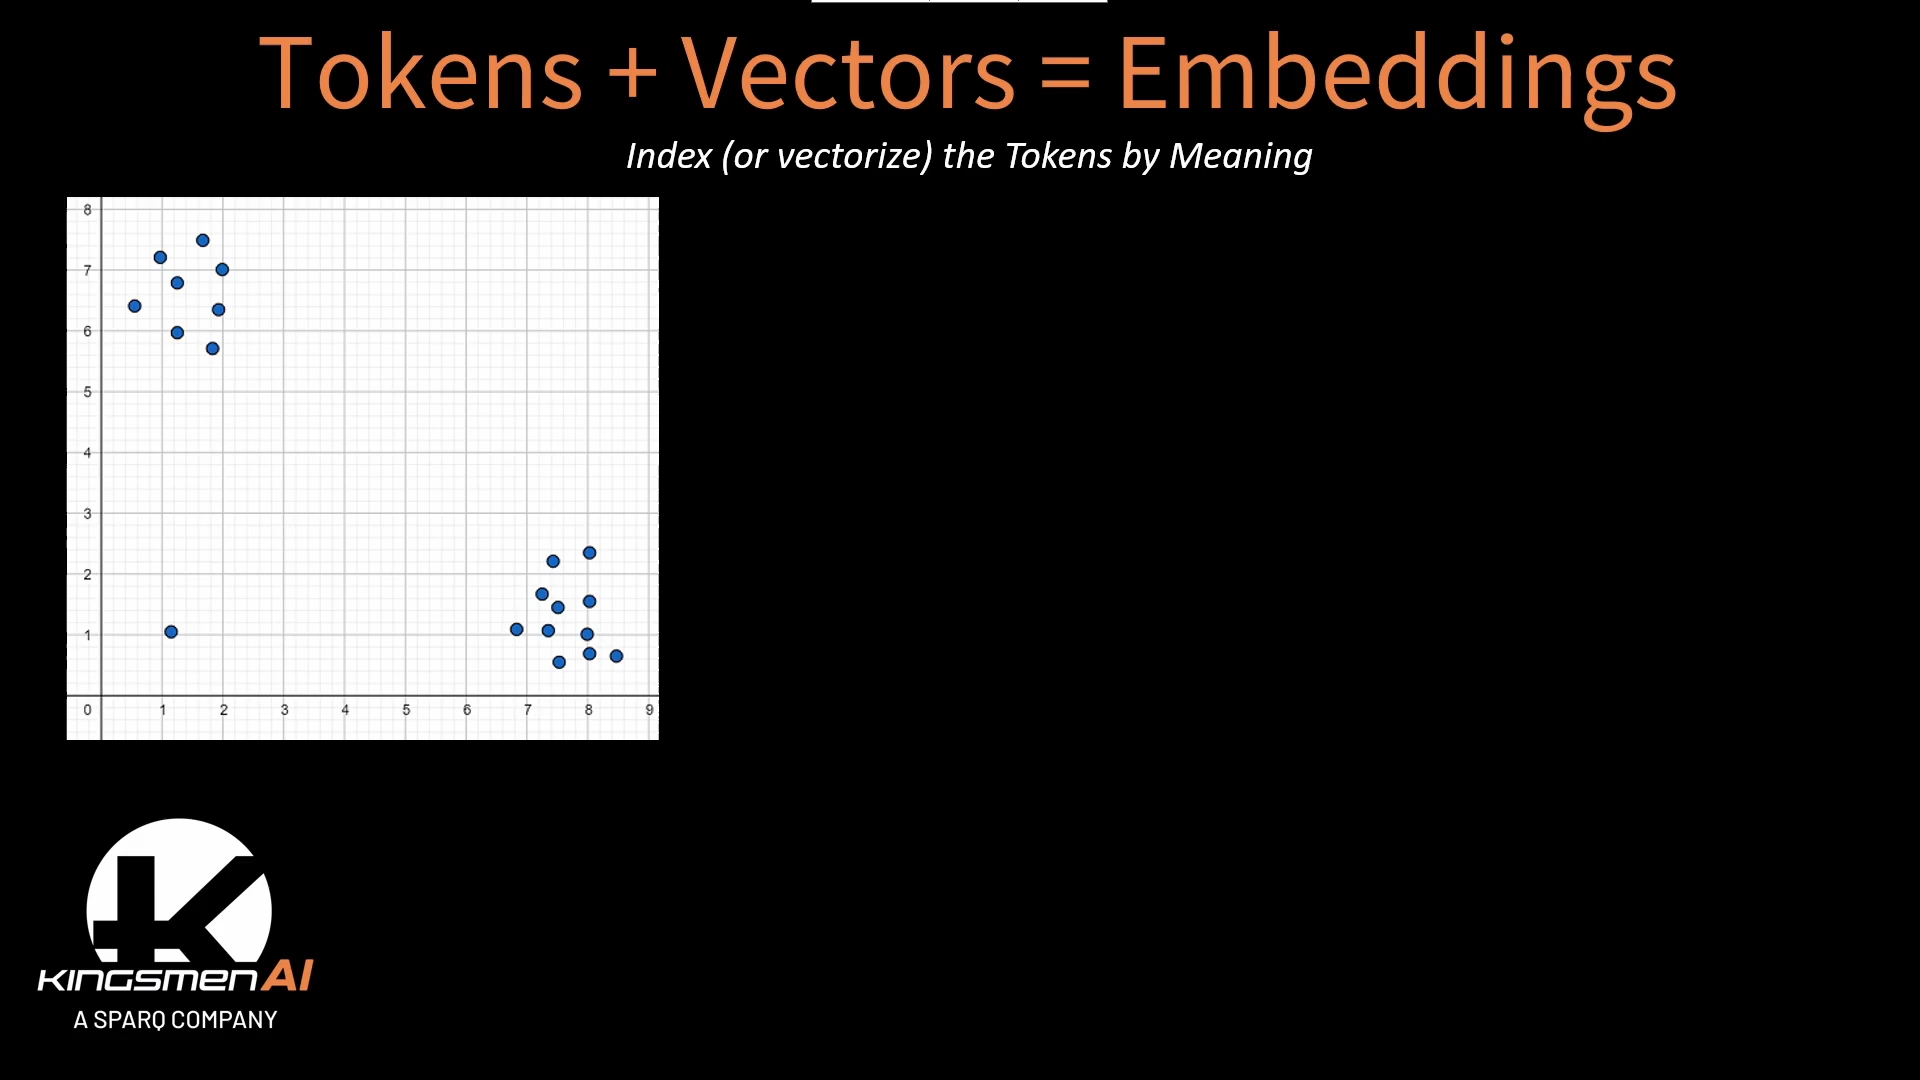 Tokens + Vectors = Embeddings
Index (or vectorize) the Tokens by Meaning
8
7
6
5
4
3
2
1
0 1 2 3 4 5 6 7 8 9
KINGSMEN AI
A SPARQ COMPANY